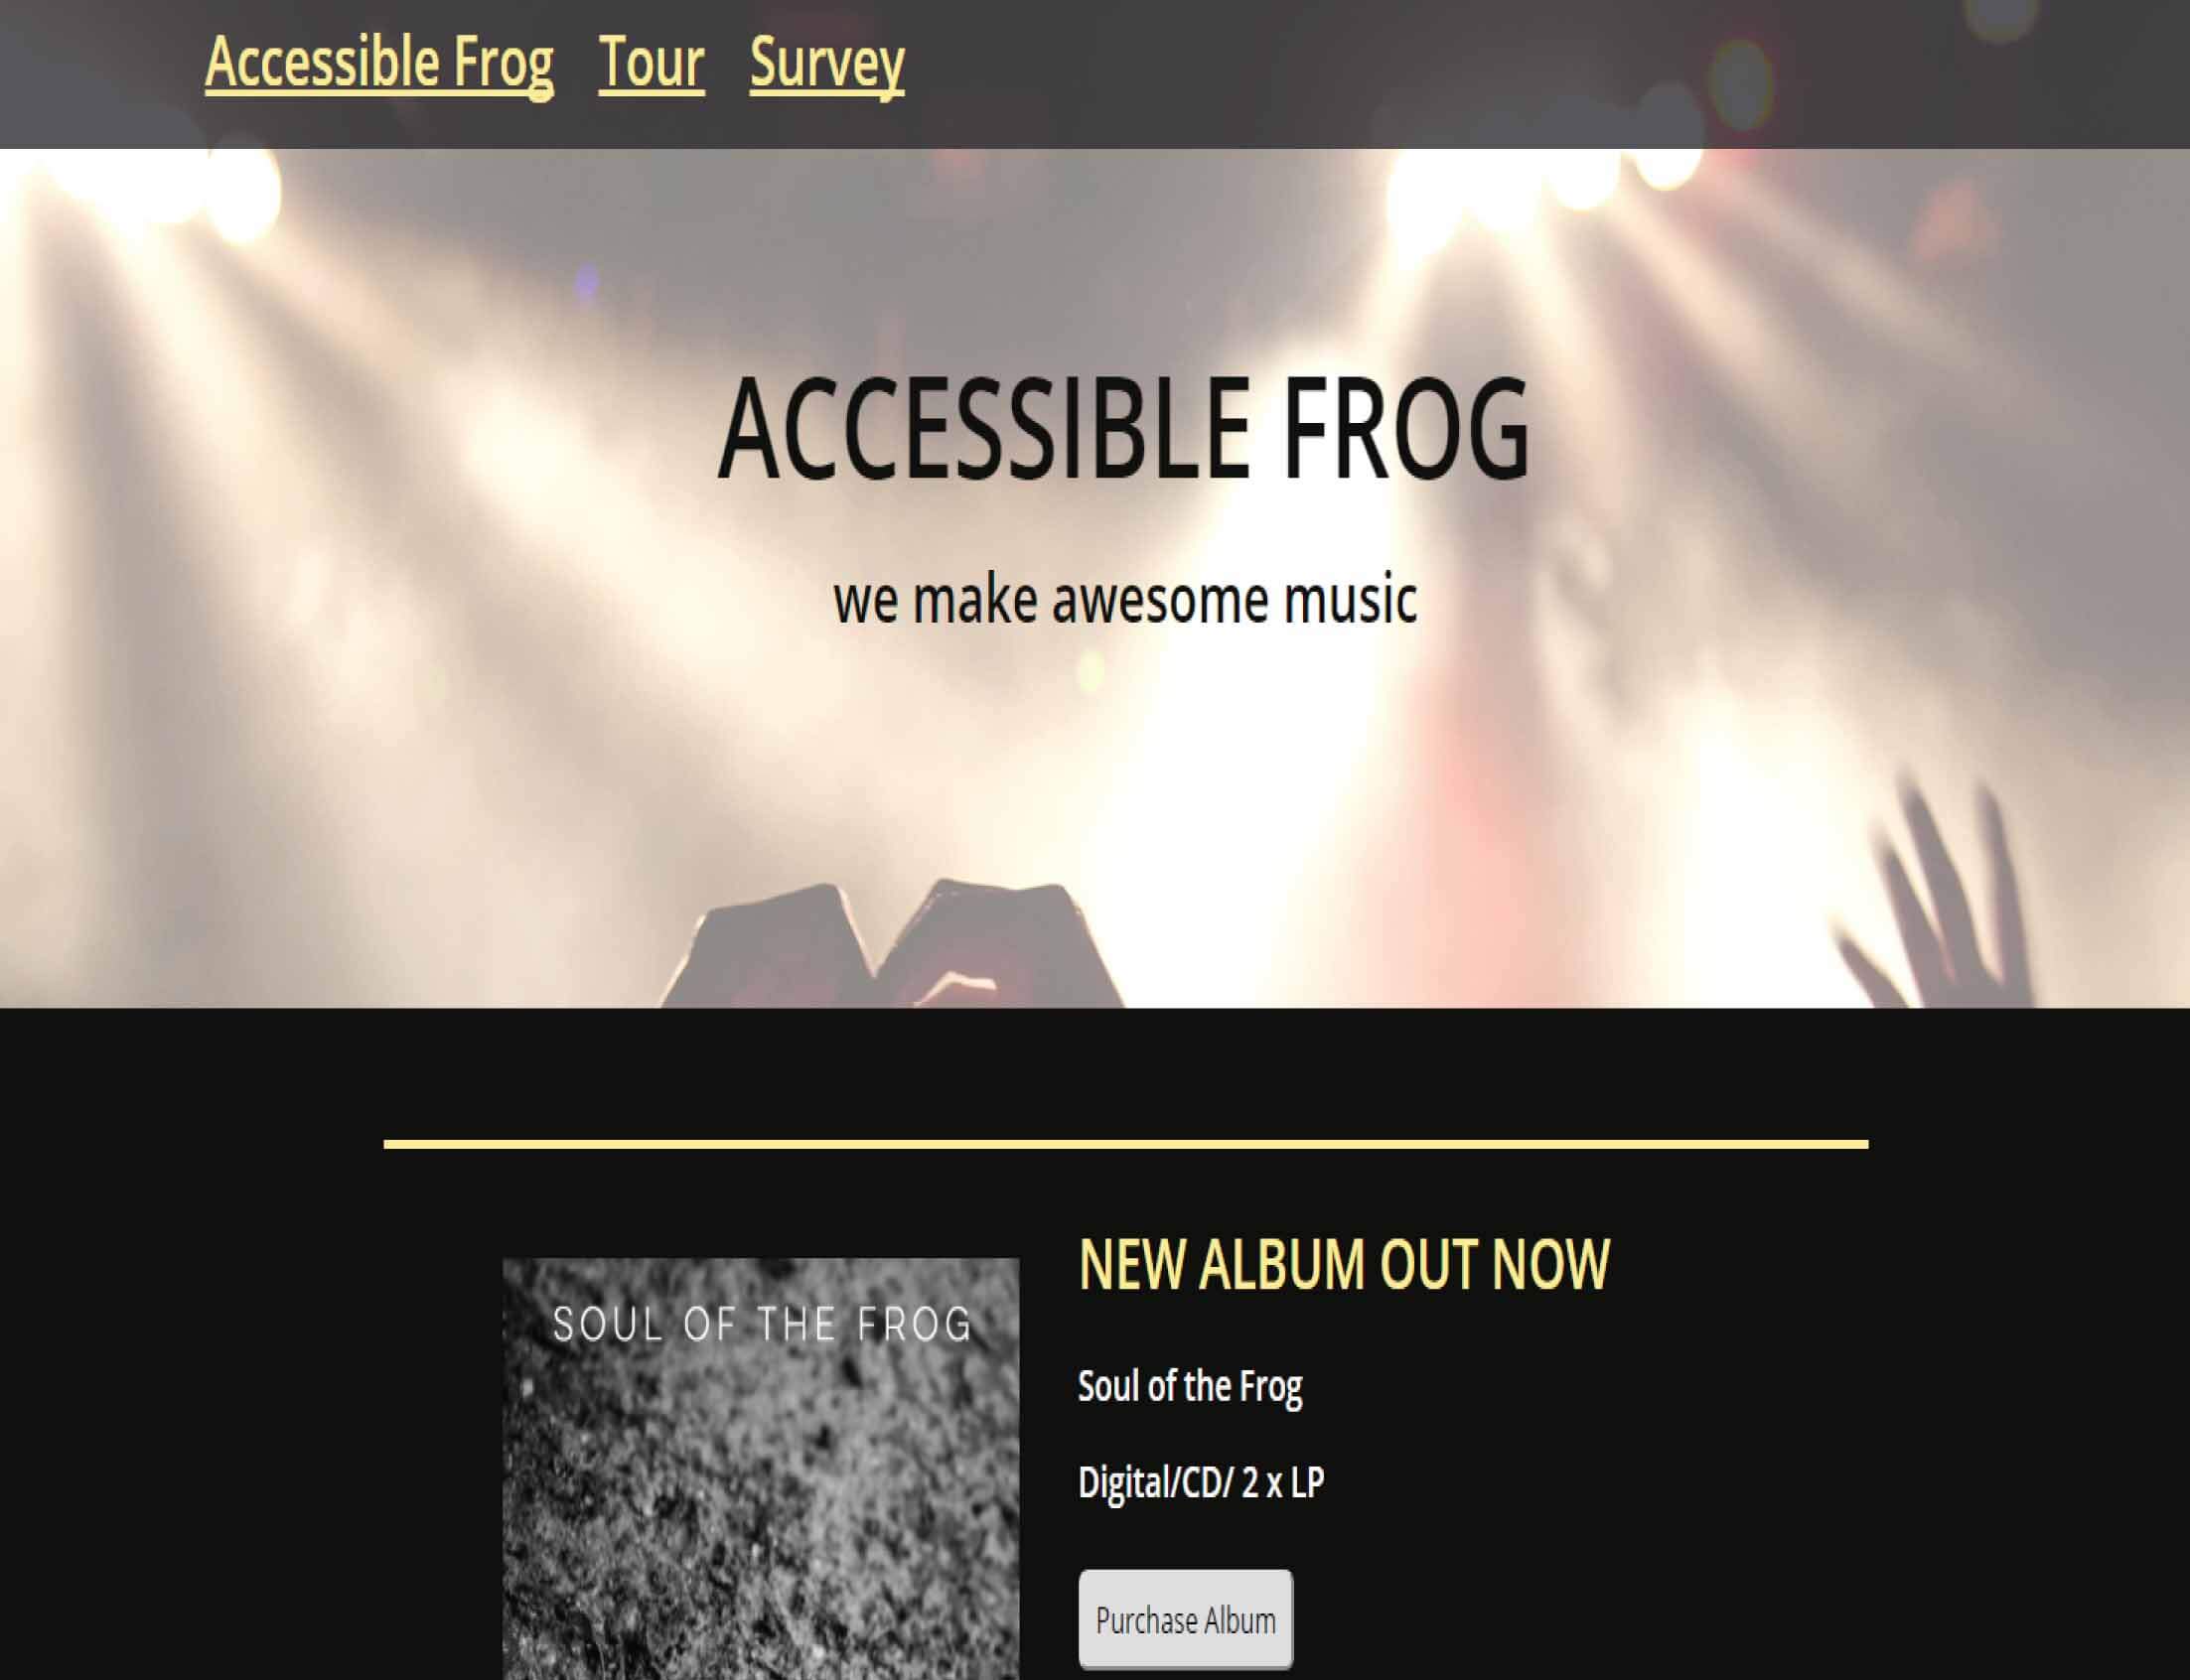 Accessible Frog Tour Survey
ACCESSIBLE FROG
we make awesome music
SOUL OF THE FROG
NEW ALBUM OUT NOW
Soul of the Frog
Digital/CD/ 2 x LP
Purchase Album